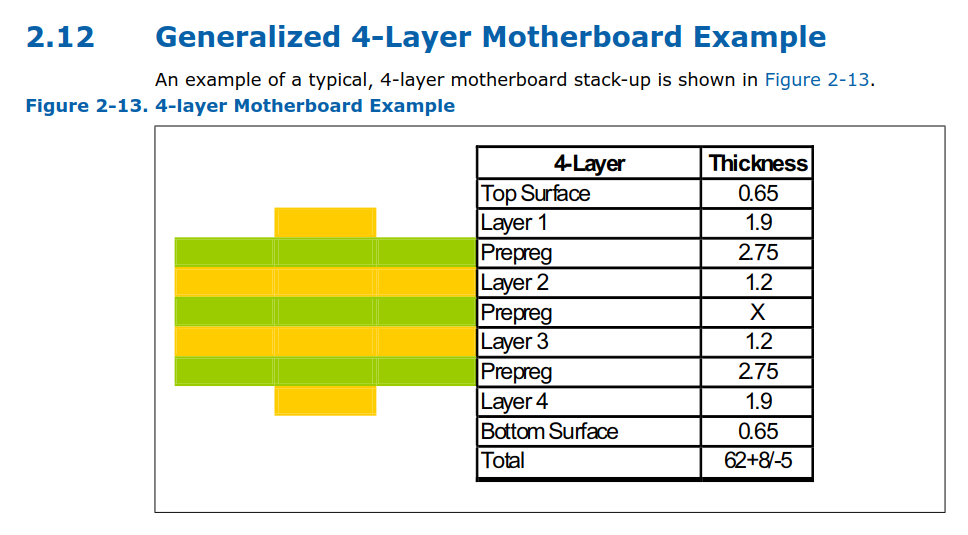 2.12 Generalized 4-Layer Motherboard Example
An example of a typical, 4-layer motherboard stack-up is shown in Figure 2-13.
Figure 2-13. 4-layer Motherboard Example
4-Layer Thickness
Top Surface 0.65
Layer 1 1.9
Prepreg 2.75
Layer 2 1.2
Prepreg X
Layer 3 1.2
Prepreg 2.75
Layer 4 1.9
Bottom Surface 0.65
Total 62+8/-5